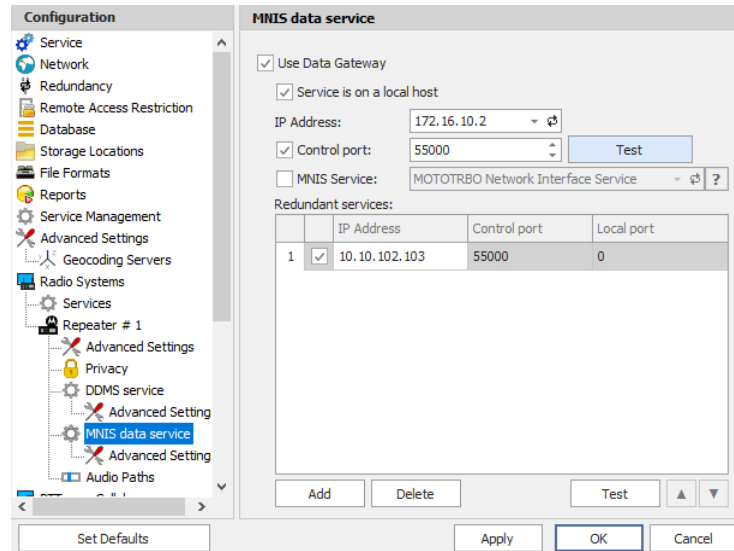 Configuration
Service
Network
Redundancy
Remote Access Restriction
Database
Storage Locations
File Formats
Reports
Service Management
Advanced Settings
Geocoding Servers
Radio Systems
Services
Repeater # 1
Advanced Settings
Privacy
DDMS service
Advanced Setting
MNIS data service
Advanced Setting
Audio Paths
Set Defaults
MNIS data service
Use Data Gateway
Service is on a local host
IP Address: 172.16.10.2
Control port: 55000 Test
MNIS Service: MOTOTRBO Network Interface Service ?
Redundant services:
IP Address Control port Local port
1 10.10.102.103 55000 0
Add Delete Test
Apply OK Cancel